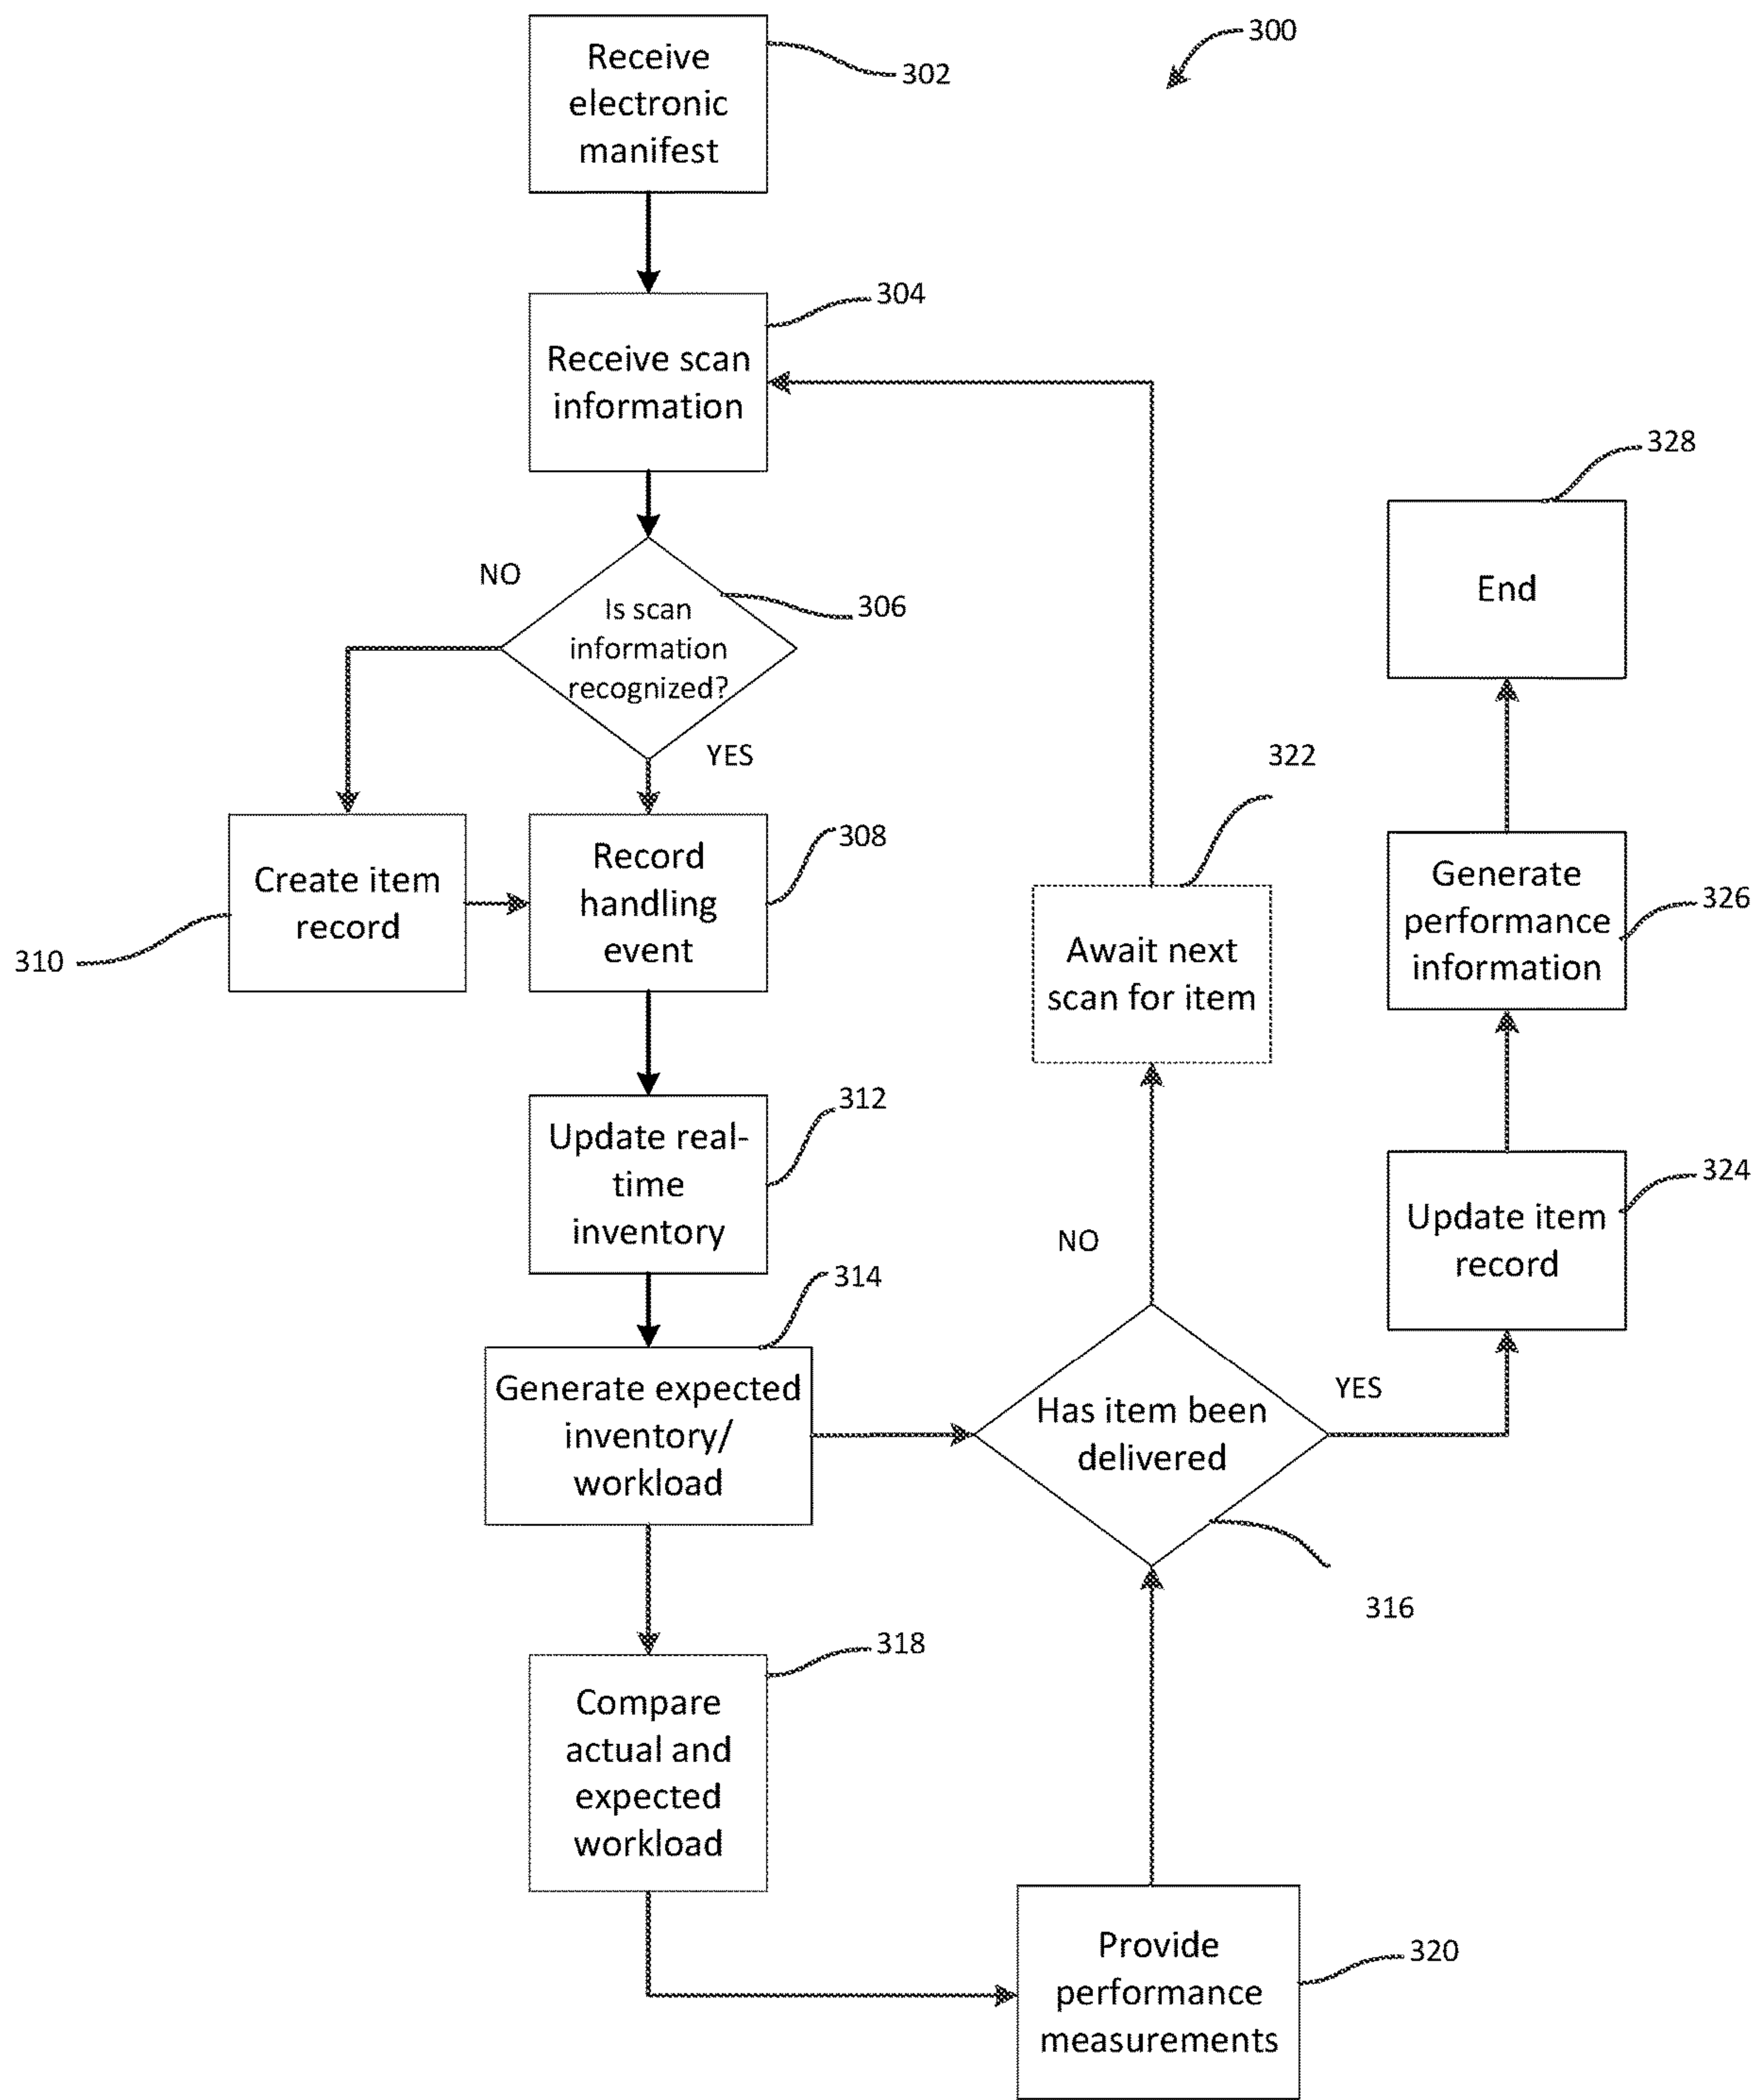 300
Receive
electronic
manifest
302
Receive scan
information
304
NO
Is scan
information
recognized?
306
YES
Create item
record
310
Record
handling
event
308
Update real-
time
inventory
312
Generate expected
inventory/
workload
314
Compare
actual and
expected
workload
318
Provide
performance
measurements
320
Has item been
delivered
316
NO
Await next
scan for item
322
YES
Update item
record
324
Generate
performance
information
326
End
328